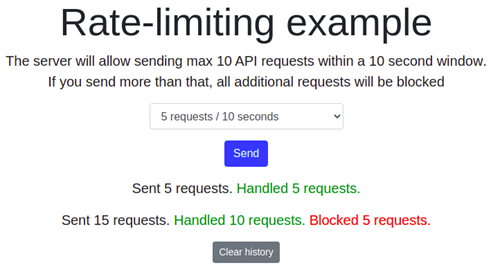 Rate-limiting example
The server will allow sending max 10 API requests within a 10 second window.
If you send more than that, all additional requests will be blocked
5 requests / 10 seconds
Send
Sent 5 requests. Handled 5 requests.
Sent 15 requests. Handled 10 requests. Blocked 5 requests.
Clear history